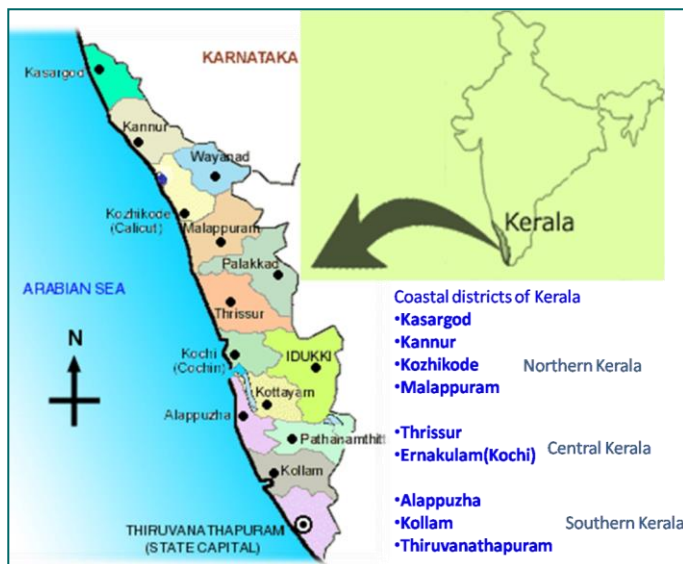 KARNATAKA
Kasargod
Kannur
Wayanad
Kozhikode
(Calicut)
Malappuram
Palakkad
ARABIAN SEA
Thrissur
N
Kochi
(Cochin)
IDUKKI
Kottayam
Alappuzha
Pathanamthitt
Kollam
THIRUVANATHAPURAM
(STATE CAPITAL)
Kerala
Coastal districts of Kerala
•Kasargod
•Kannur
•Kozhikode
Northern Kerala
•Malappuram
•Thrissur
•Ernakulam(Kochi)
Central Kerala
•Alappuzha
•Kollam
Southern Kerala
•Thiruvanathapuram